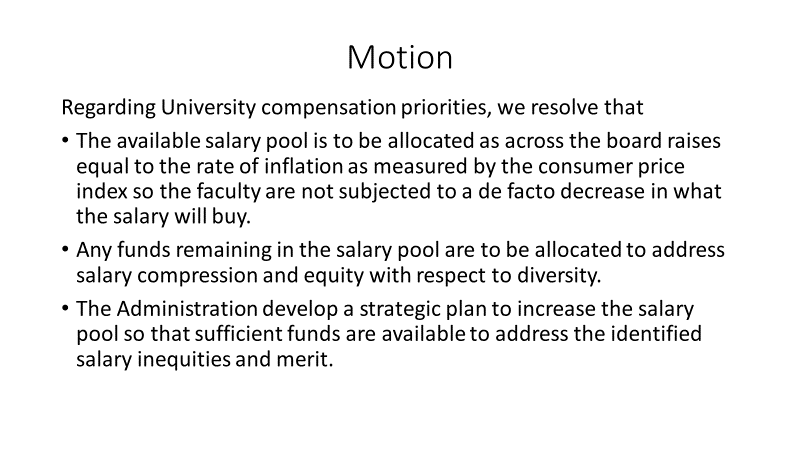 Motion
Regarding University compensation priorities, we resolve that
• The available salary pool is to be allocated as across the board raises
equal to the rate of inflation as measured by the consumer price
index so the faculty are not subjected to a de facto decrease in what
the salary will buy.
• Any funds remaining in the salary pool are to be allocated to address
salary compression and equity with respect to diversity.
• The Administration develop a strategic plan to increase the salary
pool so that sufficient funds are available to address the identified
salary inequities and merit.